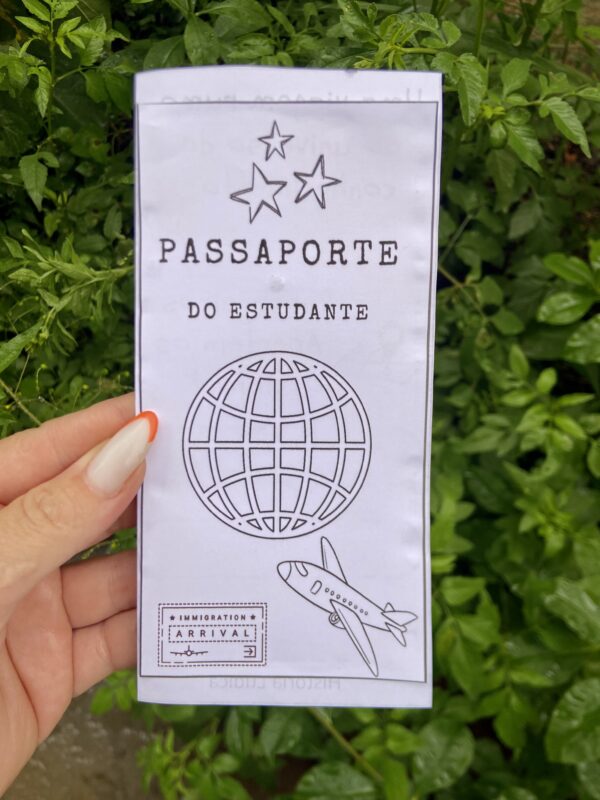 PASSAPORTE
DO ESTUDANTE
★ IMMIGRATION ★
ARRIVAL